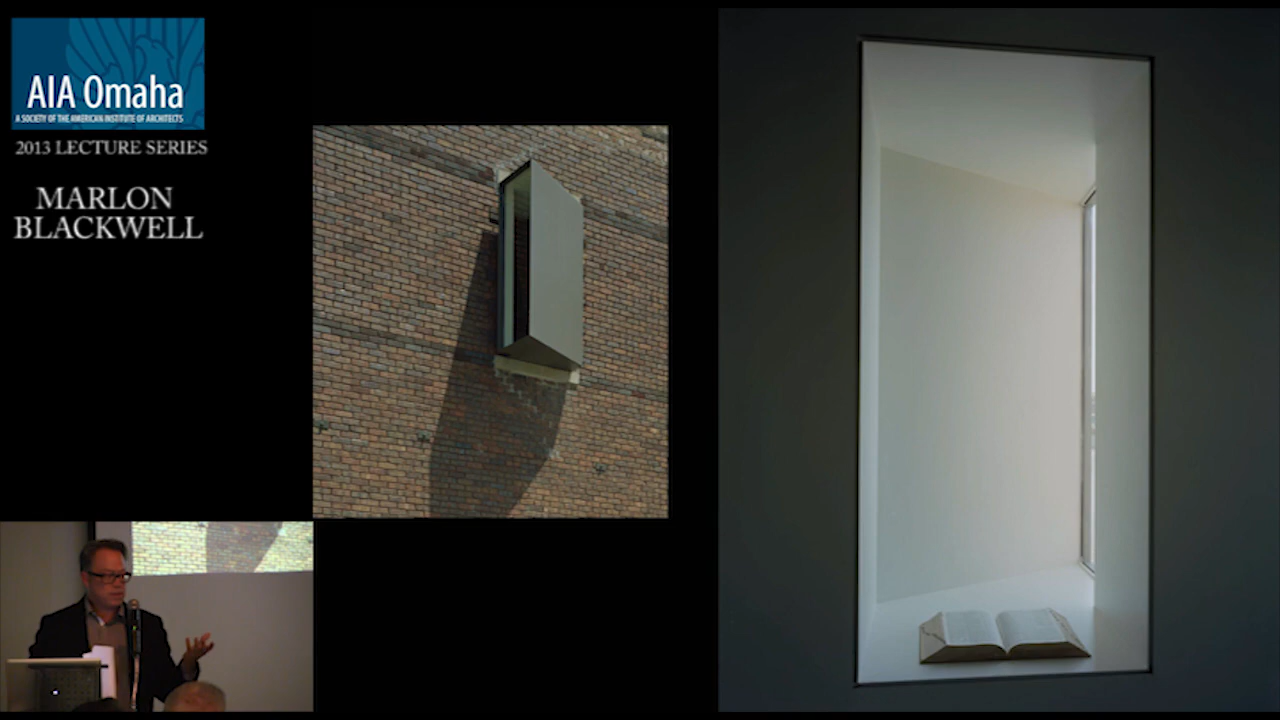 AIA Omaha
A SOCIETY OF THE AMERICAN INSTITUTE OF ARCHITECTS
2013 LECTURE SERIES
MARLON
BLACKWELL